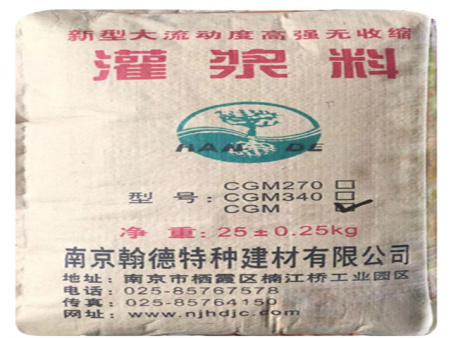 新型大流动度高强无收缩
灌浆料
HAN DE
型号:CGM270□
CGM340□
CGM
净重:25±0.25kg
南京翰德特种建材有限公司
地址:南京市栖霞区楠江桥工业园区
电话:025-85767578
传真:025-85764150
网址:www.njhdjc.com